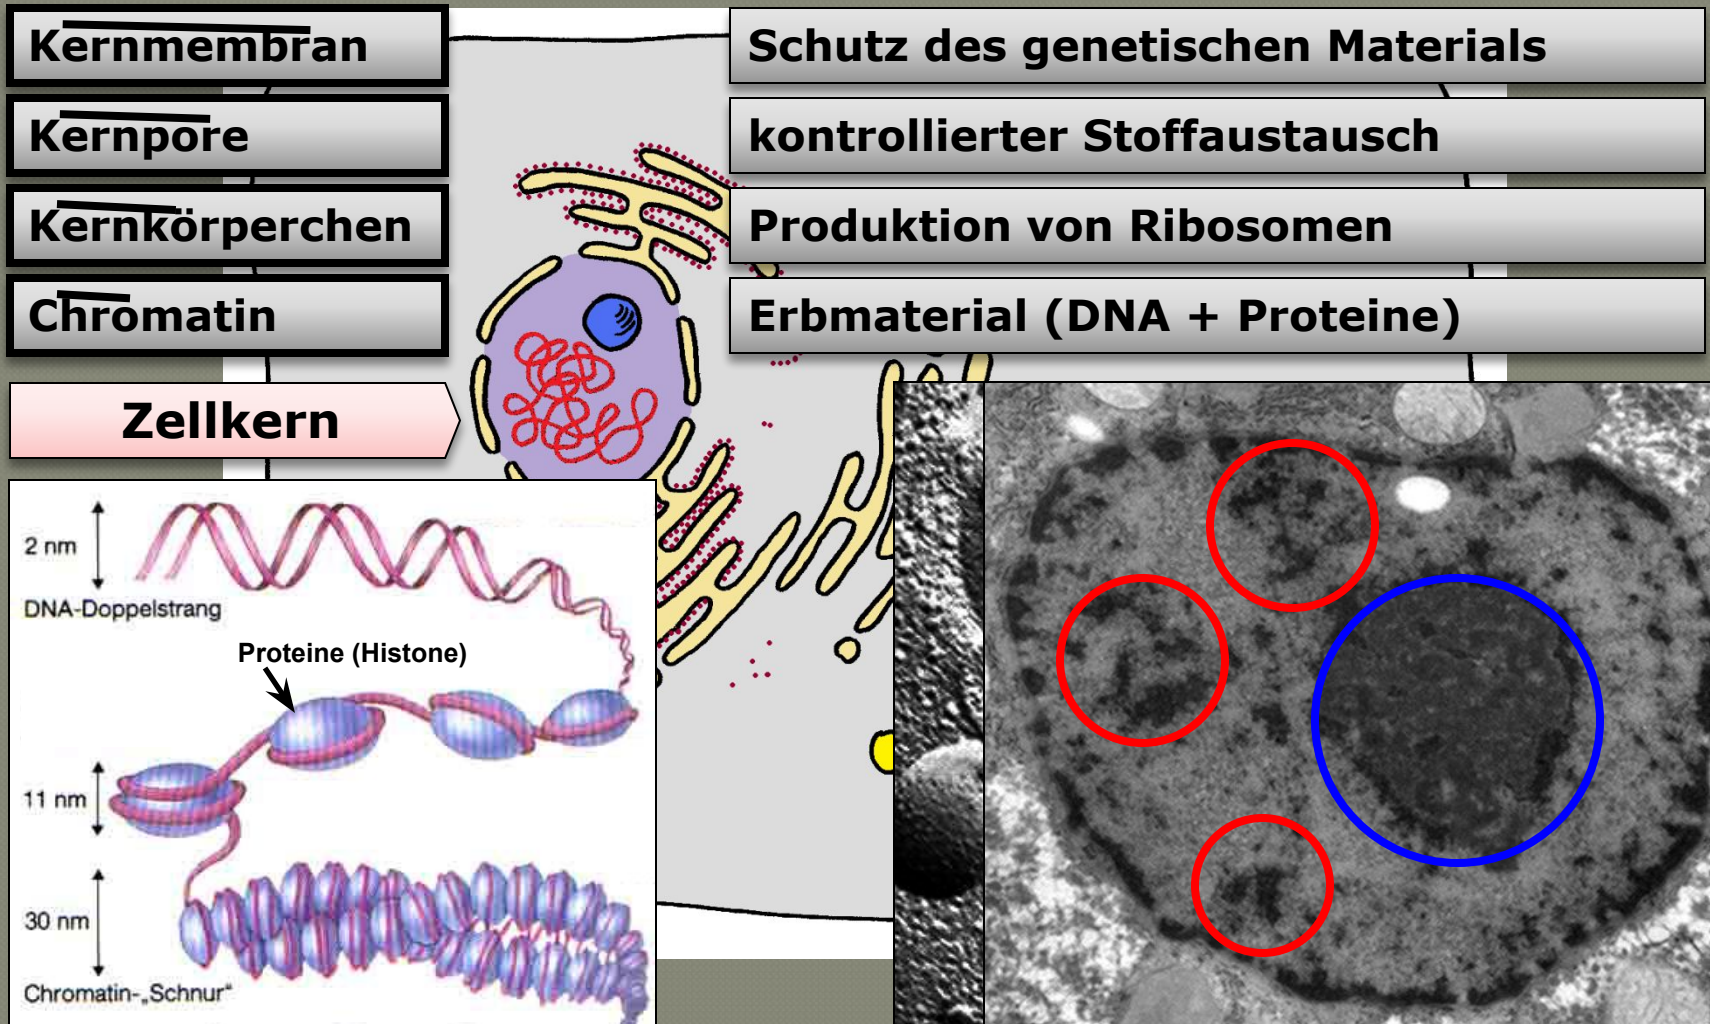 Kernmembran
Schutz des genetischen Materials
Kernpore
kontrollierter Stoffaustausch
Kernkörperchen
Produktion von Ribosomen
Chromatin
Erbmaterial (DNA + Proteine)
Zellkern
2 nm
DNA-Doppelstrang
Proteine (Histone)
11 nm
30 nm
Chromatin-„Schnur“